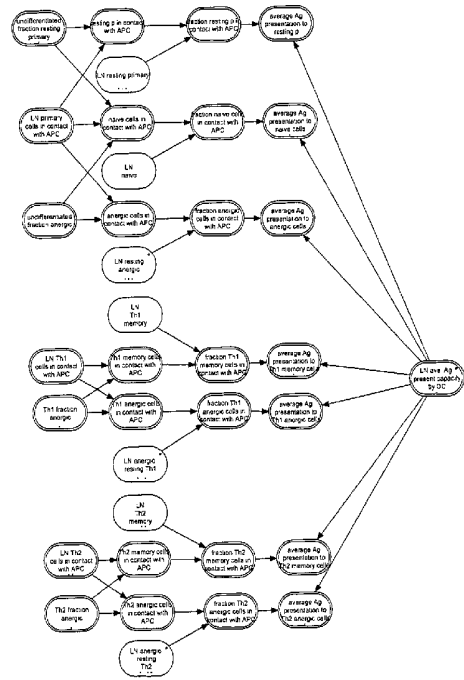 undifferentiated
fraction resting
primary
resting p in contact
with APC
fraction resting p in
contact with APC
average Ag
presentation to
resting p
LN resting primary
...
LN primary
cells in contact
with APC
naive cells in
contact with APC
fraction naive cells
in contact with
APC
average Ag
presentation to
naive cells
LN
naive
undifferentiated
fraction anergic
anergic cells in
contact with APC
fraction anergic
cells in contact
with APC
average Ag
presentation to
anergic cells
LN resting
anergic
...
LN
Th1
memory
LN Th1
cells in contact
with APC
Th1 memory cells
in contact with
APC
fraction Th1
memory cells in
contact with APC
average Ag
presentation to
Th1 memory cell
LN ave Ag
present capacity
by DC
Th1 fraction
anergic
Th1 anergic cells
in contact with
APC
fraction Th1
anergic cells in
contact with APC
average Ag
presentation to
Th1 anergic cells
LN anergic
resting Th1
LN
Th2
memory
LN Th2
cells in contact
with APC
Th2 memory cells
in contact with
APC
fraction Th2
memory cells in
contact with APC
average Ag
presentation to
Th2 memory cell
Th2 fraction
anergic
Th2 anergic cells
in contact with
APC
fraction Th2
anergic cells in
contact with APC
average Ag
presentation to
Th2 anergic cells
LN anergic
resting
Th2